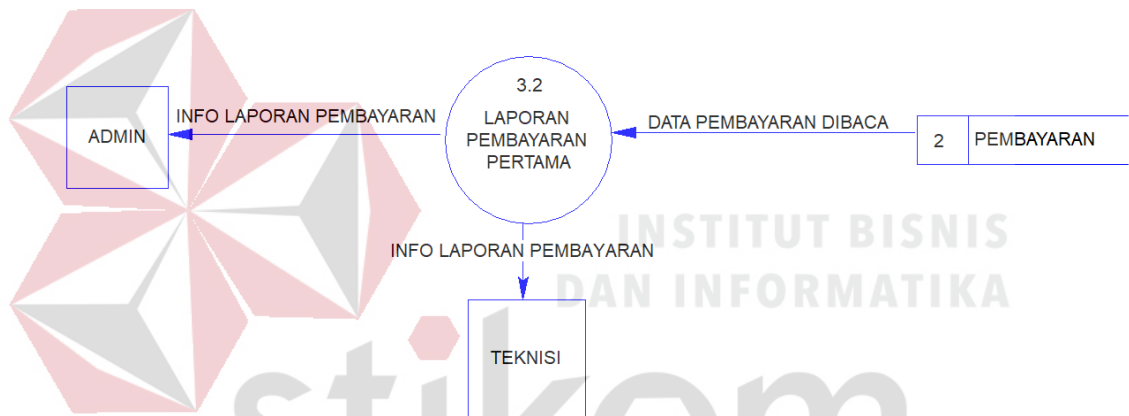 3.2
LAPORAN
PEMBAYARAN
PERTAMA
INFO LAPORAN PEMBAYARAN
ADMIN
DATA PEMBAYARAN DIBACA
2 PEMBAYARAN
INFO LAPORAN PEMBAYARAN
TEKNISI
INSTITUT BISNIS
DAN INFORMATIKA
stikom